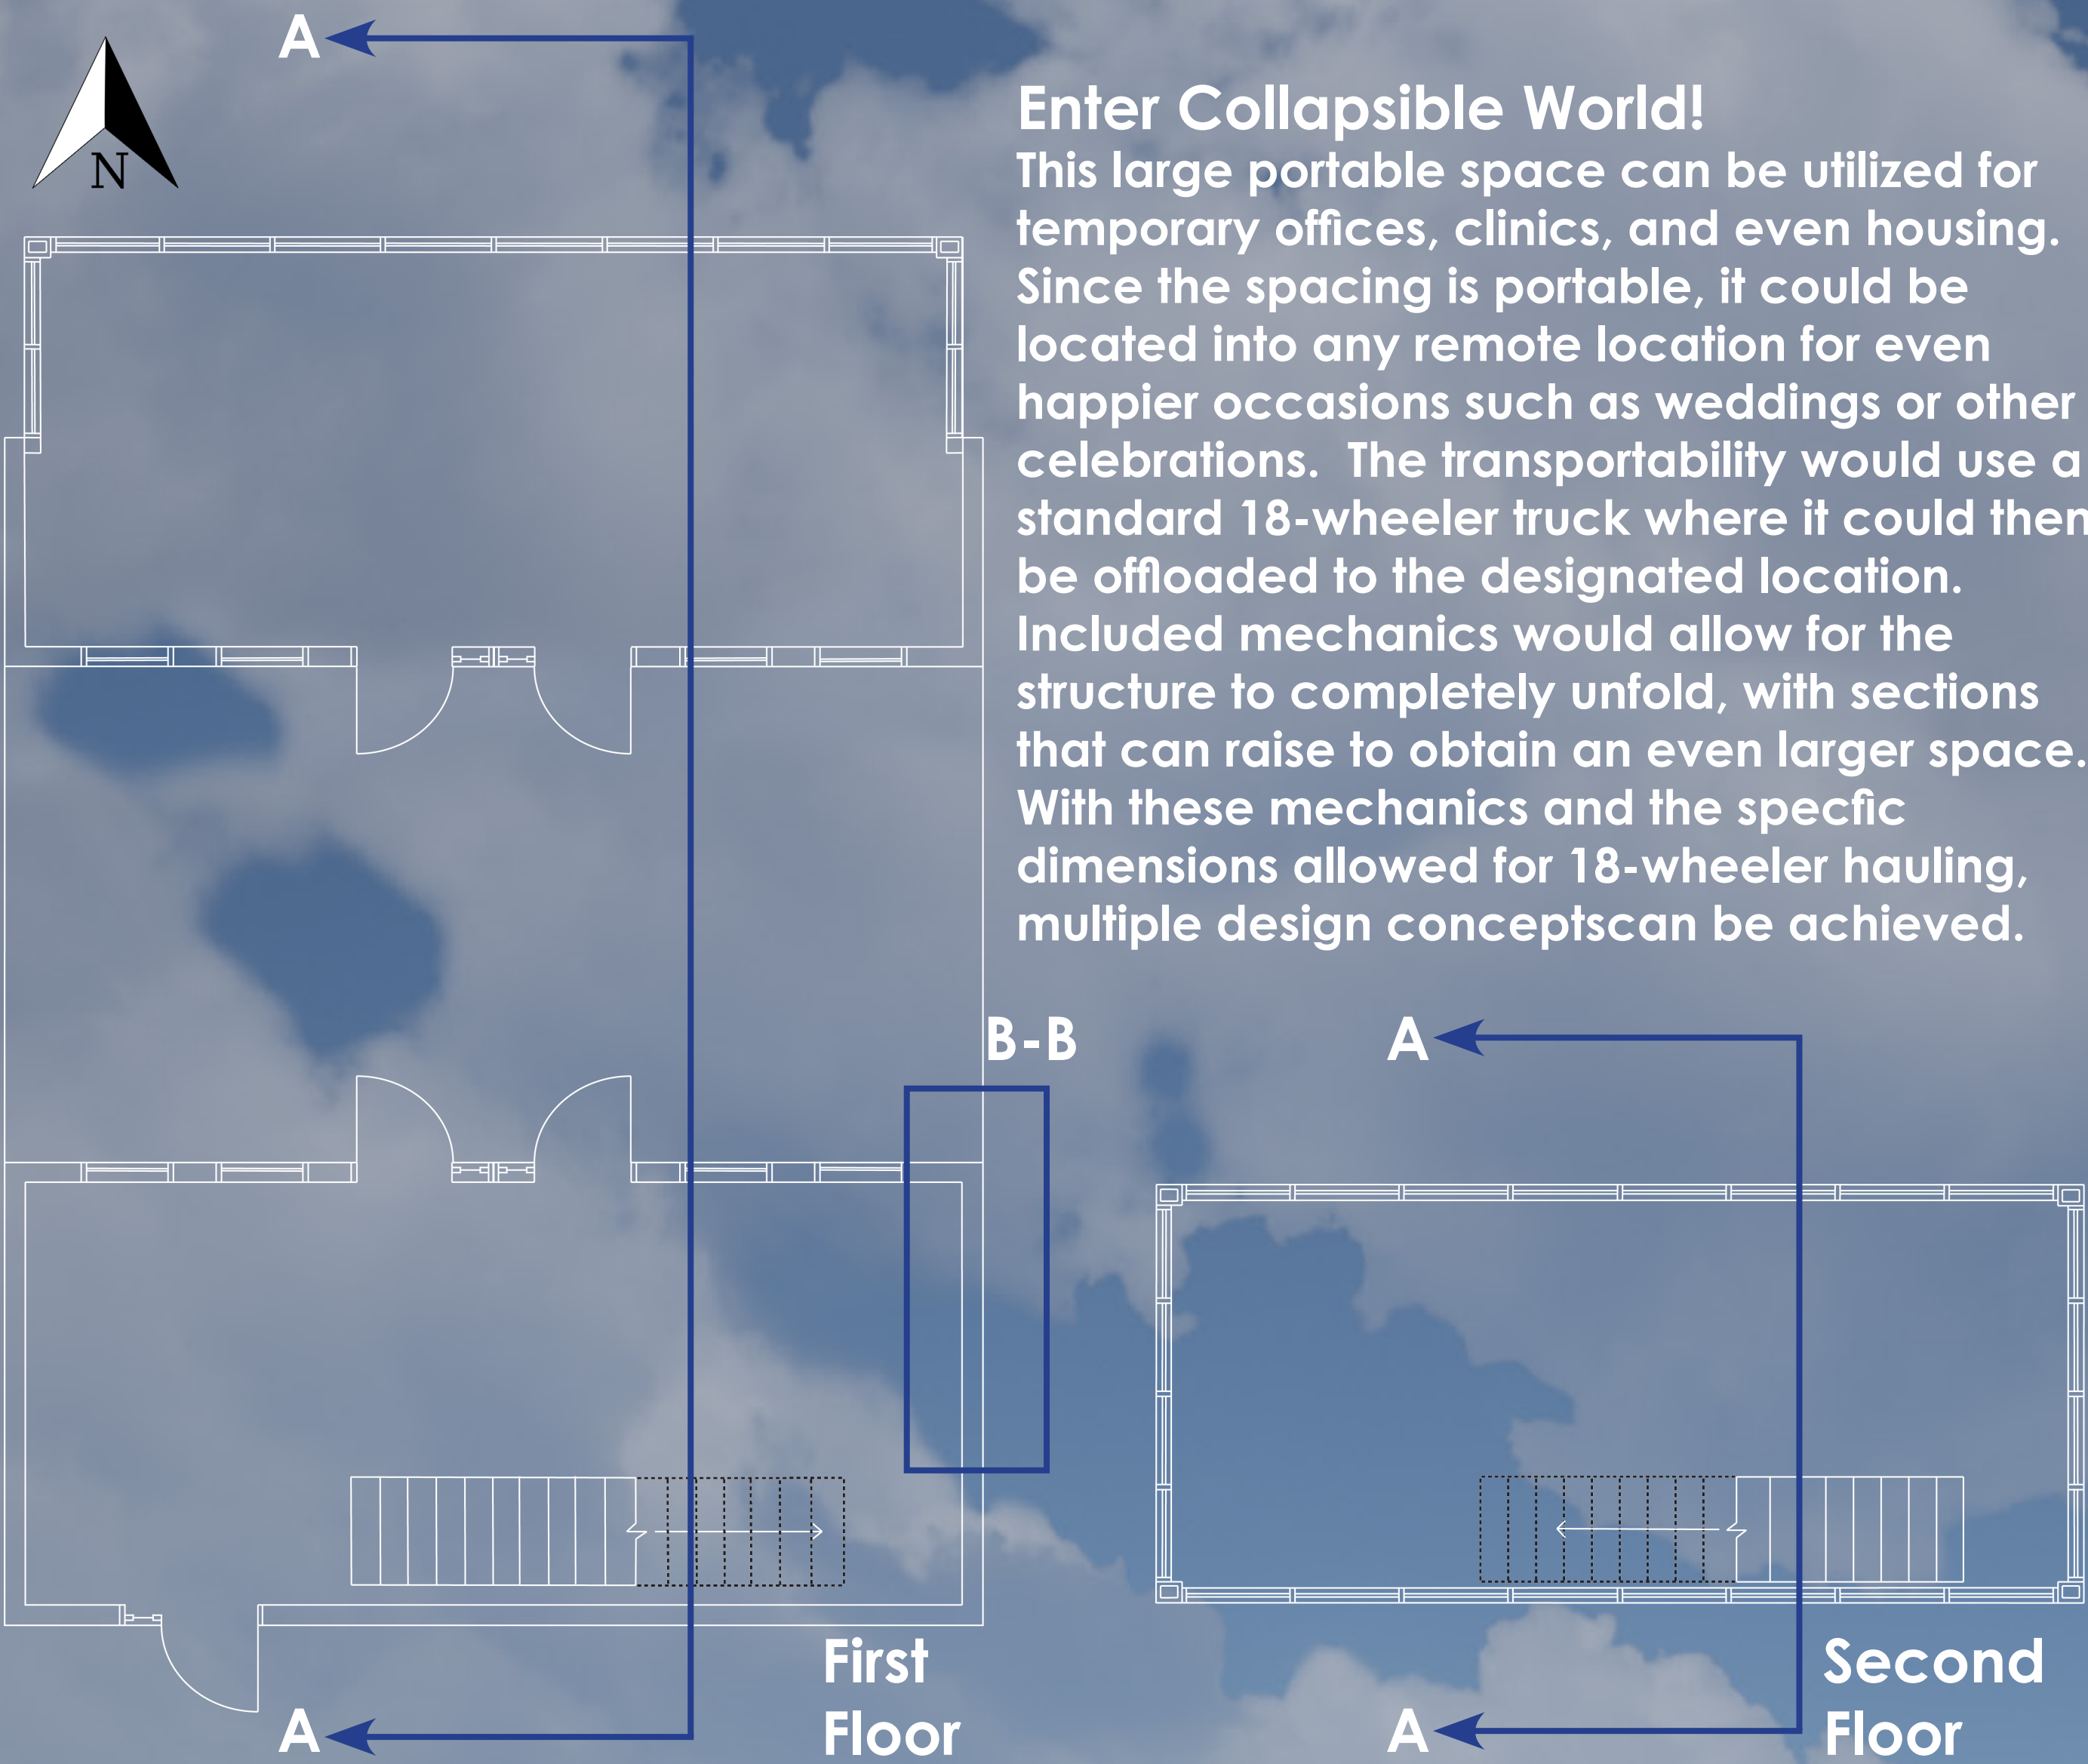 A
N
Enter Collapsible World!
This large portable space can be utilized for
temporary offices, clinics, and even housing.
Since the spacing is portable, it could be
located into any remote location for even
happier occasions such as weddings or other
celebrations.  The transportability would use a
standard 18-wheeler truck where it could then
be offloaded to the designated location.
Included mechanics would allow for the
structure to completely unfold, with sections
that can raise to obtain an even larger space.
With these mechanics and the specfic
dimensions allowed for 18-wheeler hauling,
multiple design conceptscan be achieved.
B-B
A
First
Floor
A
Second
Floor
A